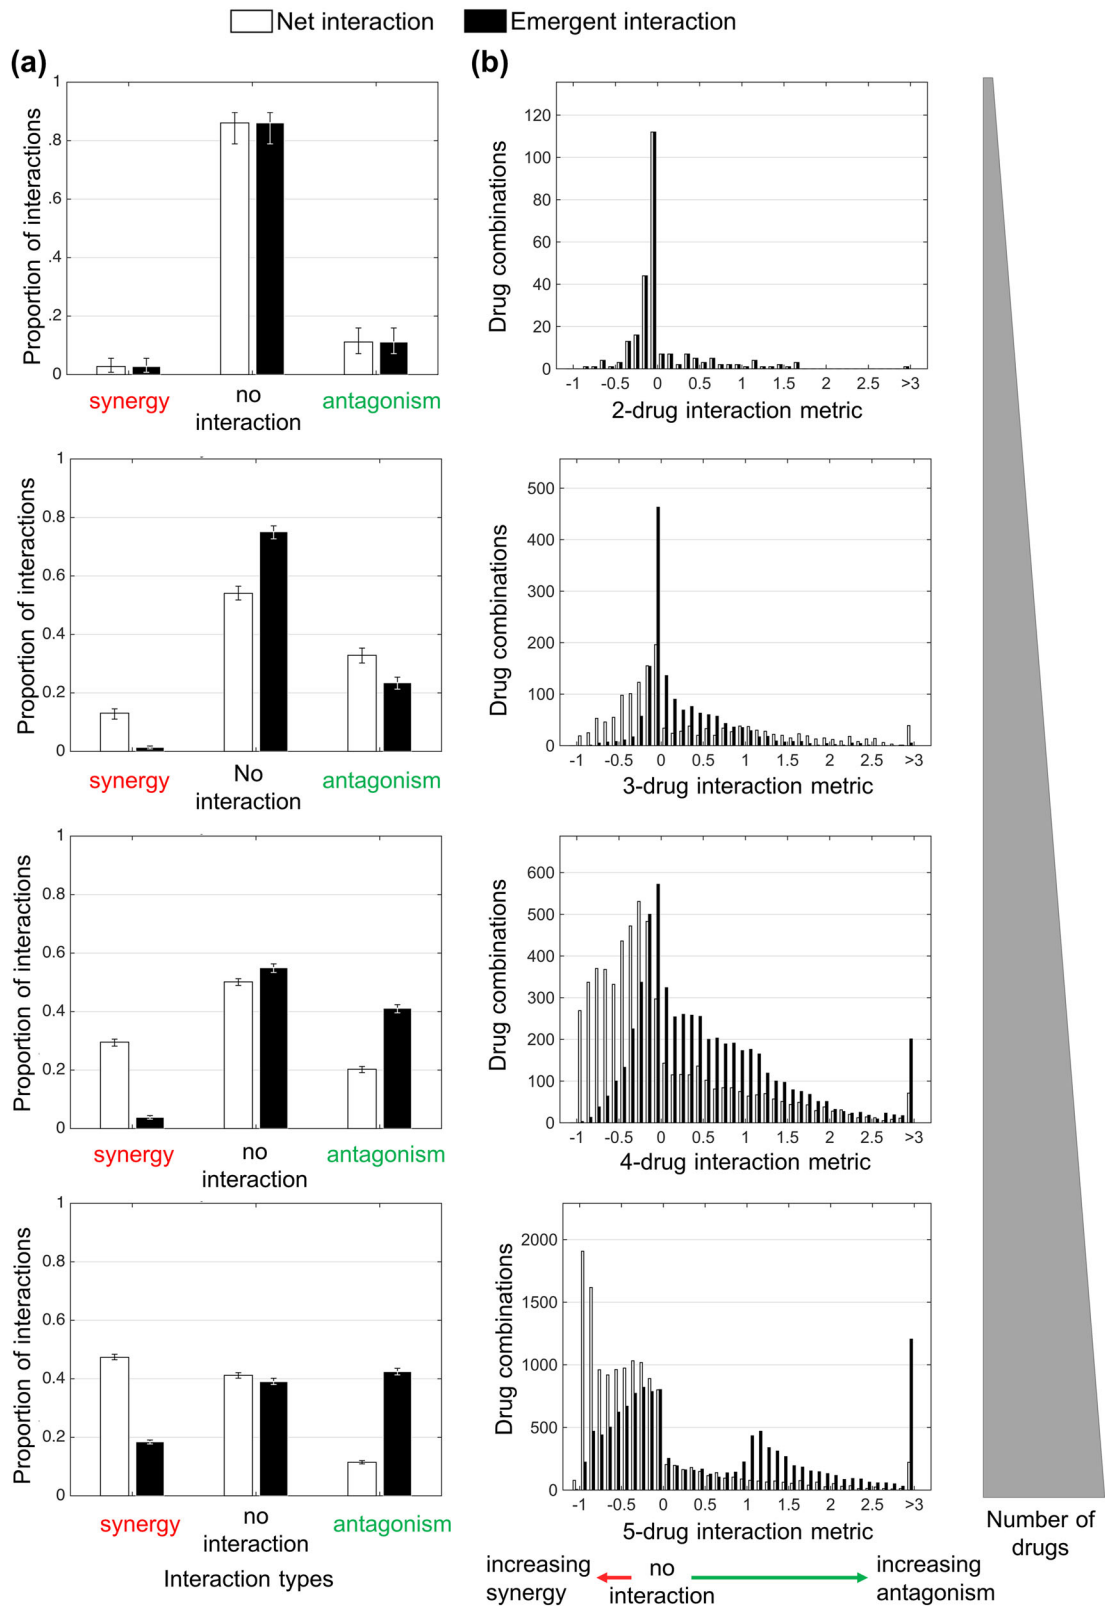 Net interaction
Emergent interaction
(a)
(b)
Proportion of interactions
1
.8
.6
.4
.2
0
synergy
no
interaction
antagonism
Drug combinations
120
100
80
60
40
20
0
-1
-0.5
0
0.5
1
1.5
2
2.5
>3
2-drug interaction metric
Proportion of interactions
1
0.8
0.6
0.4
0.2
0
synergy
No
interaction
antagonism
Drug combinations
500
400
300
200
100
0
-1
-0.5
0
0.5
1
1.5
2
2.5
>3
3-drug interaction metric
Proportion of interactions
1
0.8
0.6
0.4
0.2
0
synergy
no
interaction
antagonism
Drug combinations
600
500
400
300
200
100
0
-1
-0.5
0
0.5
1
1.5
2
2.5
>3
4-drug interaction metric
Proportion of interactions
1
0.8
0.6
0.4
0.2
0
synergy
no
interaction
antagonism
Interaction types
Drug combinations
2000
1500
1000
500
0
-1
-0.5
0
0.5
1
1.5
2
2.5
>3
5-drug interaction metric
increasing
synergy
no
interaction
increasing
antagonism
Number of
drugs